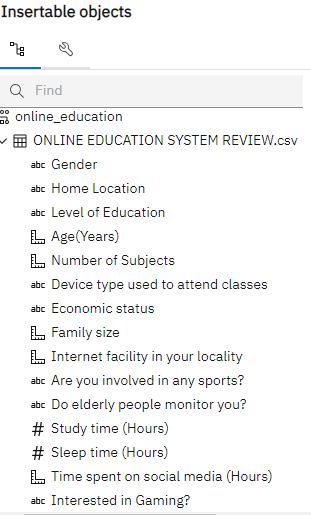 Insertable objects
Find
online_education
ONLINE EDUCATION SYSTEM REVIEW.csv
abc Gender
abc Home Location
abc Level of Education
Age(Years)
Number of Subjects
abc Device type used to attend classes
abc Economic status
Family size
Internet facility in your locality
abc Are you involved in any sports?
abc Do elderly people monitor you?
# Study time (Hours)
# Sleep time (Hours)
Time spent on social media (Hours)
abc Interested in Gaming?